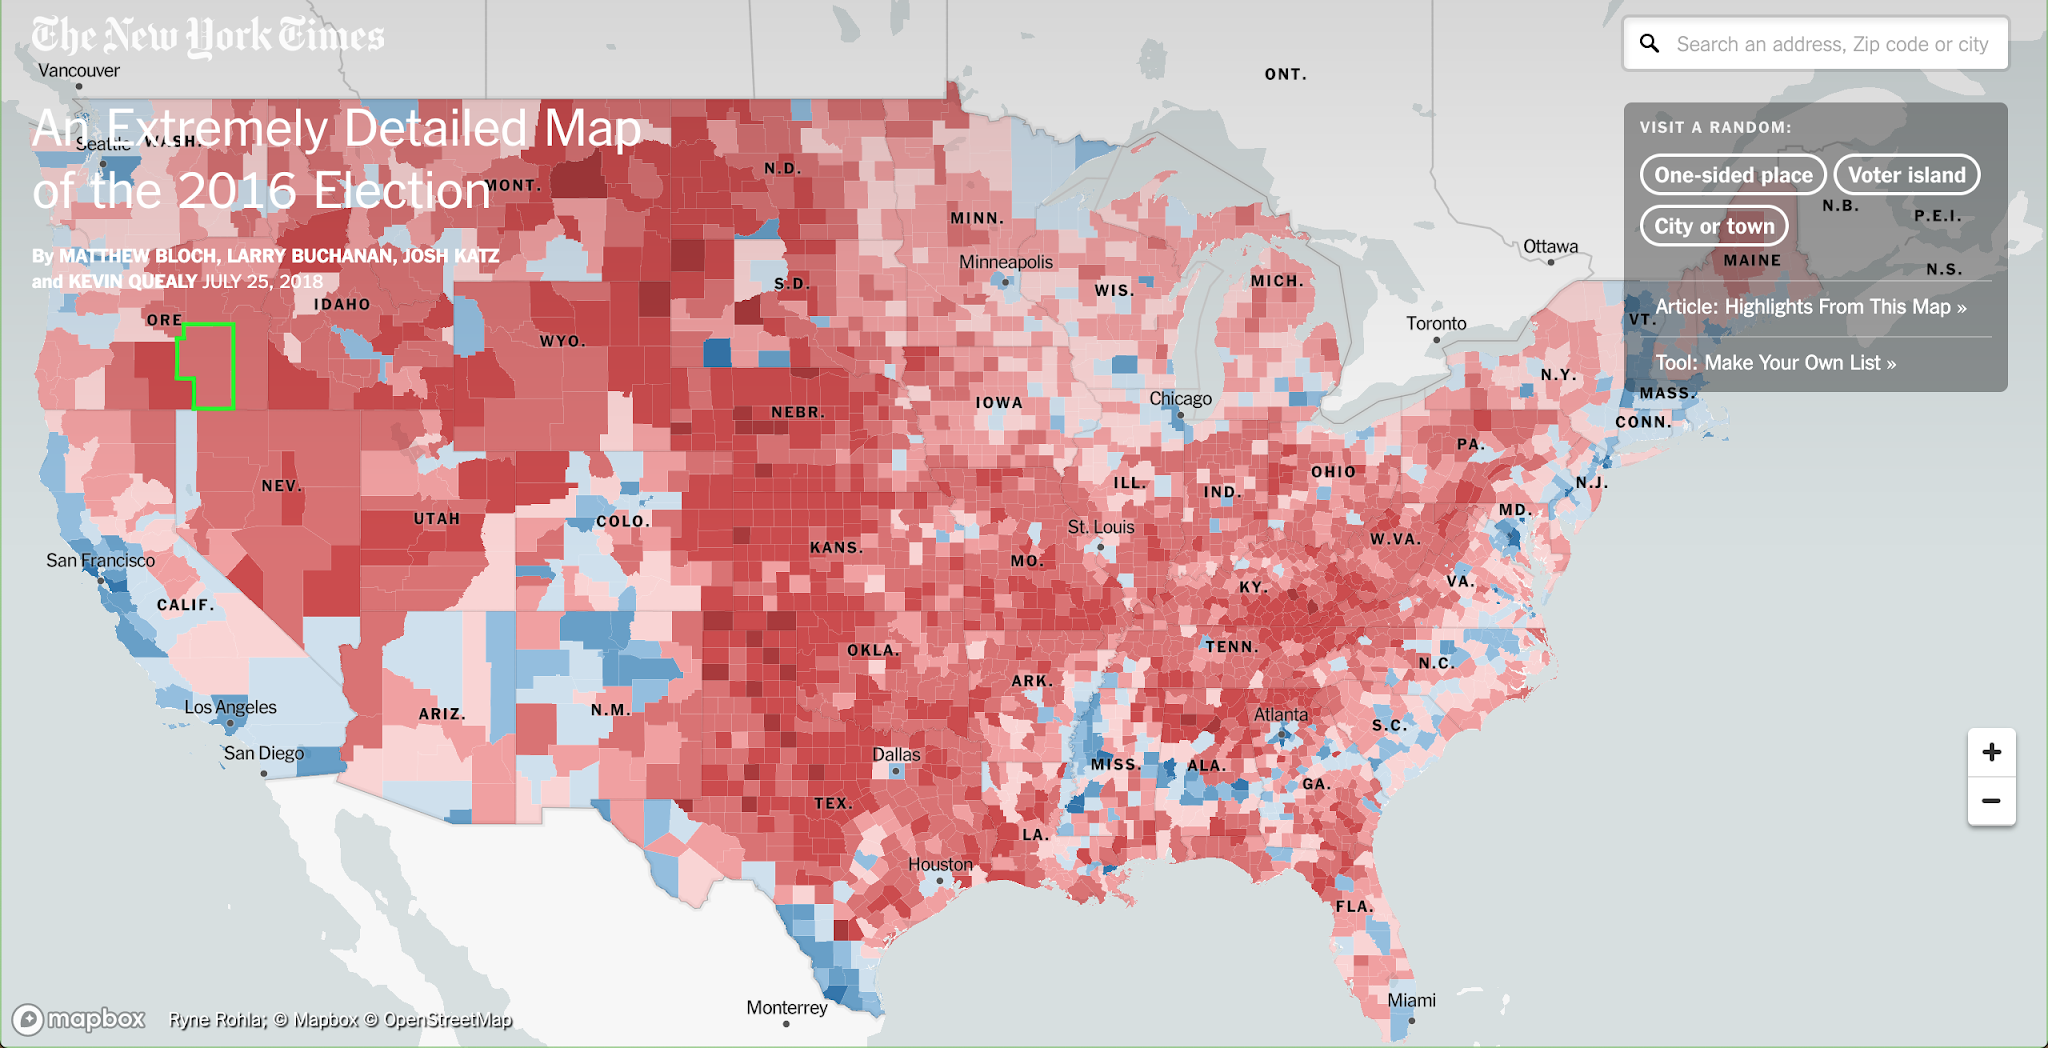 The New York Times
Vancouver
An Extremely Detailed Map
of the 2016 Election
By MATTHEW BLOCH, LARRY BUCHANAN, JOSH KATZ
and KEVIN QUEALY JULY 25, 2018
Search an address, Zip code or city
VISIT A RANDOM:
One-sided place
Voter island
City or town
Article: Highlights From This Map »
Tool: Make Your Own List »
ONT.
Seattle
WASH.
MONT.
N.D.
MINN.
N.B.
P.E.I.
Ottawa
MAINE
N.S.
Minneapolis
S.D.
WIS.
MICH.
IDAHO
ORE
VT.
Toronto
WYO.
N.Y.
MASS.
Chicago
IOWA
NEBR.
CONN.
PA.
OHIO
NEV.
ILL.
IND.
N.J.
MD.
UTAH
COLO.
St. Louis
W.VA.
KANS.
MO.
San Francisco
KY.
VA.
CALIF.
OKLA.
TENN.
N.C.
ARK.
Los Angeles
ARIZ.
N.M.
Atlanta
S.C.
San Diego
Dallas
MISS.
ALA.
GA.
TEX.
LA.
Houston
FLA.
Miami
Monterrey
+
−
mapbox
Ryne Rohla; © Mapbox © OpenStreetMap